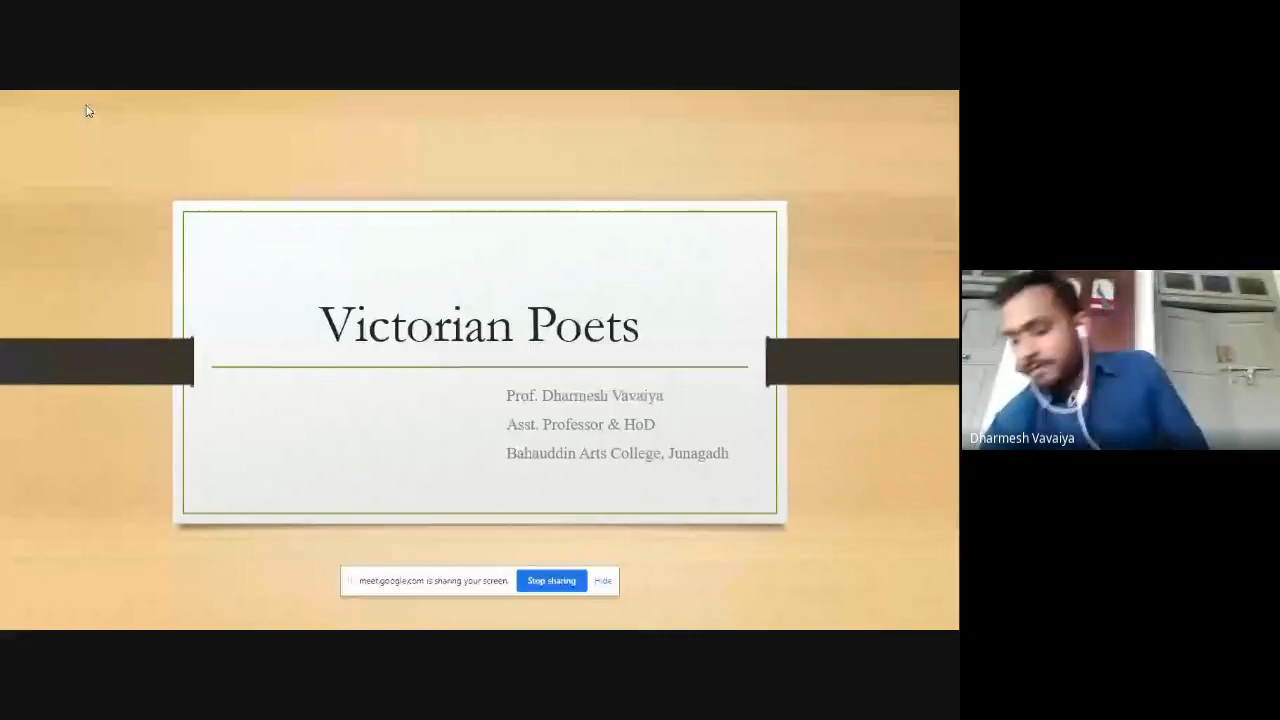 Victorian Poets
Prof. Dharmesh Vavaiya
Asst. Professor & HoD
Bahauddin Arts College, Junagadh
meet.google.com is sharing your screen.
Stop sharing
Hide
Dharmesh Vavaiya